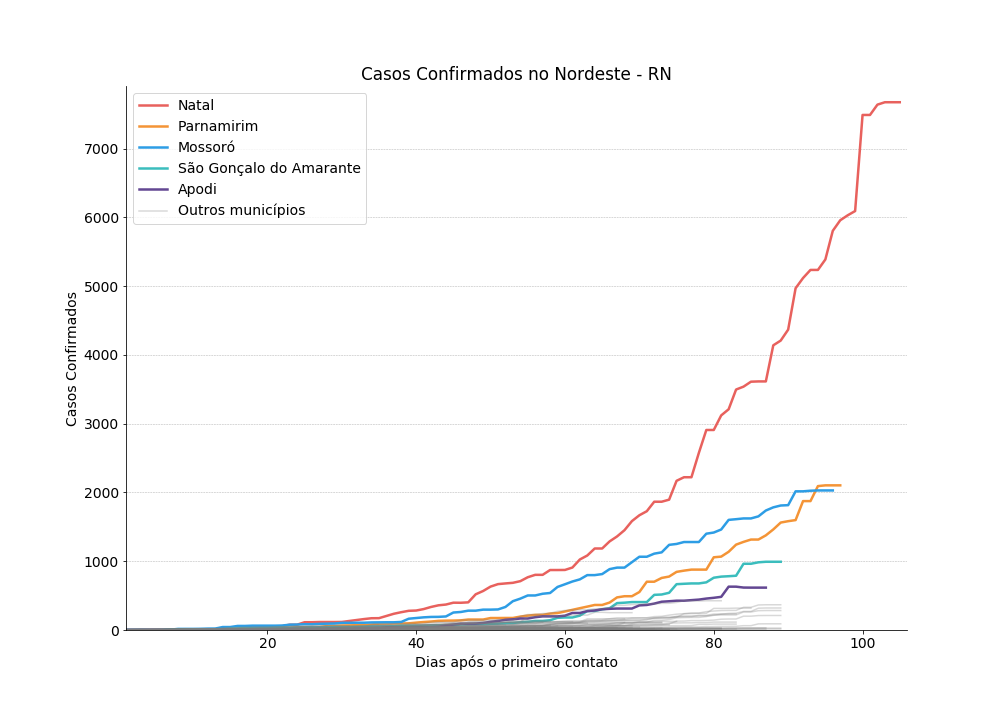 Casos Confirmados no Nordeste - RN
Natal
Parnamirim
Mossoró
São Gonçalo do Amarante
Apodi
Outros municípios
7000
6000
5000
4000
3000
2000
1000
0
Casos Confirmados
20
40
60
80
100
Dias após o primeiro contato